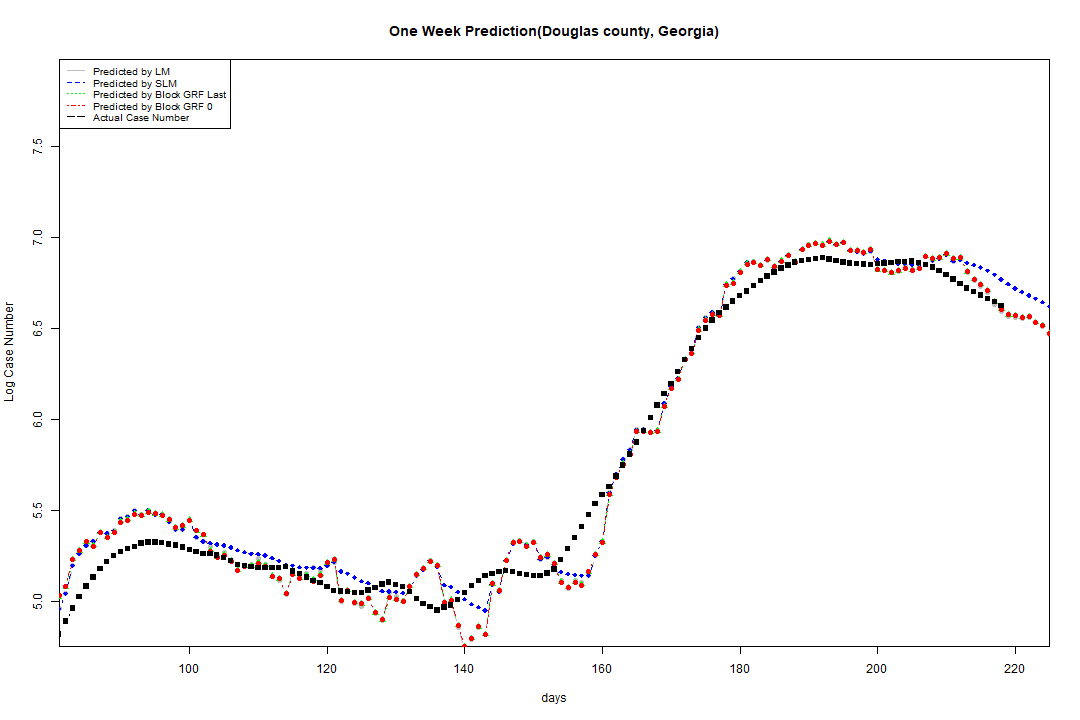 One Week Prediction(Douglas county, Georgia)
Predicted by LM
Predicted by SLM
Predicted by Block GRF Last
Predicted by Block GRF 0
Actual Case Number
7.5
7.0
6.5
6.0
5.5
5.0
Log Case Number
100 120 140 160 180 200 220
days